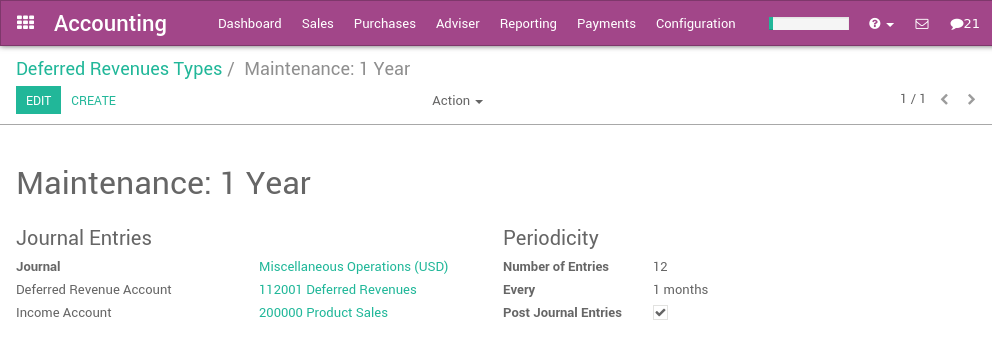 Accounting Dashboard Sales Purchases Adviser Reporting Payments Configuration 21
Deferred Revenues Types / Maintenance: 1 Year
EDIT CREATE Action 1 / 1
Maintenance: 1 Year
Journal Entries Periodicity
Journal Miscellaneous Operations (USD) Number of Entries 12
Deferred Revenue Account 112001 Deferred Revenues Every 1 months
Income Account 200000 Product Sales Post Journal Entries